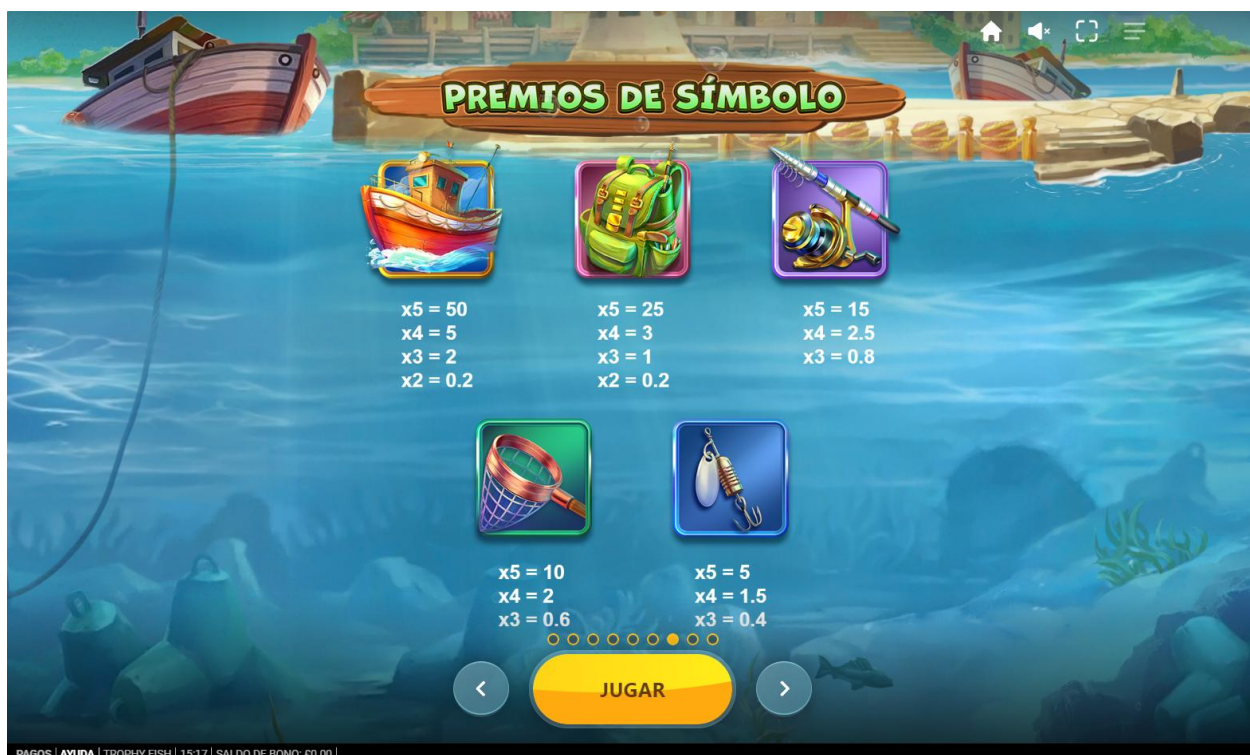 PREMIOS DE SÍMBOLO
x5 = 50
x4 = 5
x3 = 2
x2 = 0.2
x5 = 25
x4 = 3
x3 = 1
x2 = 0.2
x5 = 15
x4 = 2.5
x3 = 0.8
x5 = 10
x4 = 2
x3 = 0.6
x5 = 5
x4 = 1.5
x3 = 0.4
JUGAR
PAGOS | AYUDA | TROPHY FISH | 15:17 | SALDO DE BONO: £0.00 |